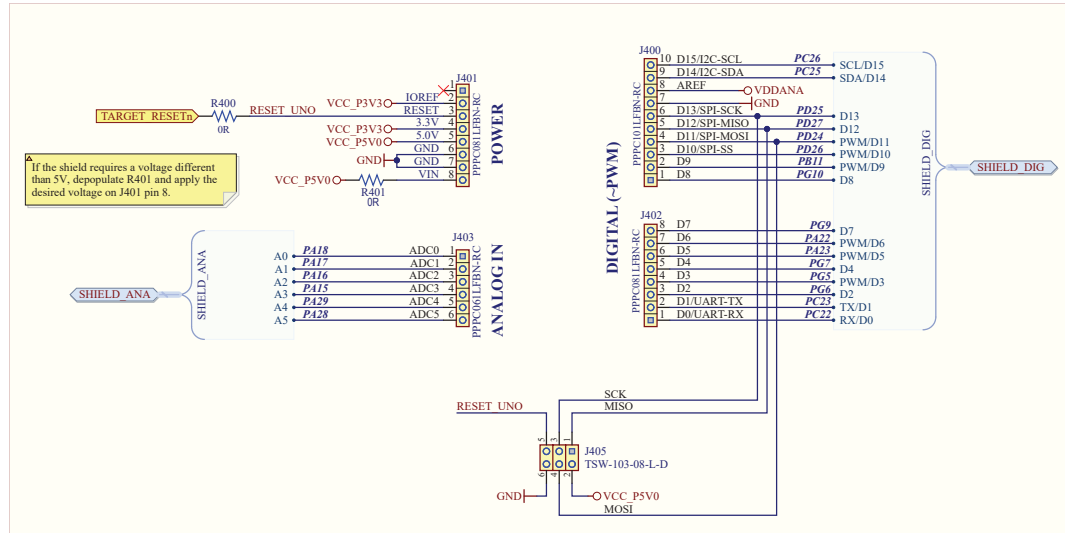 J401
1
IOREF 2
VCC_P3V3
RESET 3
TARGET_RESETn
R400
0R
RESET_UNO
3.3V 4
VCC_P3V3
5.0V 5
VCC_P5V0
GND 6
GND
GND 7
VIN 8
VCC_P5V0
R401
0R
PPPC081LFBN-RC
POWER
If the shield requires a voltage different
than 5V, depopulate R401 and apply the
desired voltage on J401 pin 8.
SHIELD_ANA
SHIELD_ANA
A0 PA18 ADC0 1
A1 PA17 ADC1 2
A2 PA16 ADC2 3
A3 PA15 ADC3 4
A4 PA29 ADC4 5
A5 PA28 ADC5 6
J403
PPPC061LFBN-RC
ANALOG IN
J400
PPPC101LFBN-RC
10 D15/I2C-SCL PC26 SCL/D15
9 D14/I2C-SDA PC25 SDA/D14
8 AREF VDDANA
7 GND
6 D13/SPI-SCK PD25 D13
5 D12/SPI-MISO PD27 D12
4 D11/SPI-MOSI PD24 PWM/D11
3 D10/SPI-SS PD26 PWM/D10
2 D9 PB11 PWM/D9
1 D8 PG10 D8
DIGITAL (~PWM)
J402
PPPC081LFBN-RC
8 D7 PG9 D7
7 D6 PA22 PWM/D6
6 D5 PA23 PWM/D5
5 D4 PG7 D4
4 D3 PG5 PWM/D3
3 D2 PG6 D2
2 D1/UART-TX PC23 TX/D1
1 D0/UART-RX PC22 RX/D0
SHIELD_DIG
SHIELD_DIG
SCK
RESET_UNO
MISO
5 3 1
J405
TSW-103-08-L-D
6 4 2
GND
VCC_P5V0
MOSI